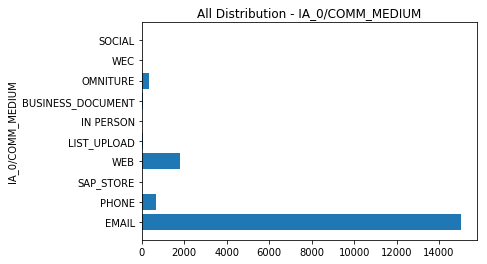 All Distribution - IA_0/COMM_MEDIUM
IA_0/COMM_MEDIUM
SOCIAL
WEC
OMNITURE
BUSINESS_DOCUMENT
IN PERSON
LIST_UPLOAD
WEB
SAP_STORE
PHONE
EMAIL
0 2000 4000 6000 8000 10000 12000 14000